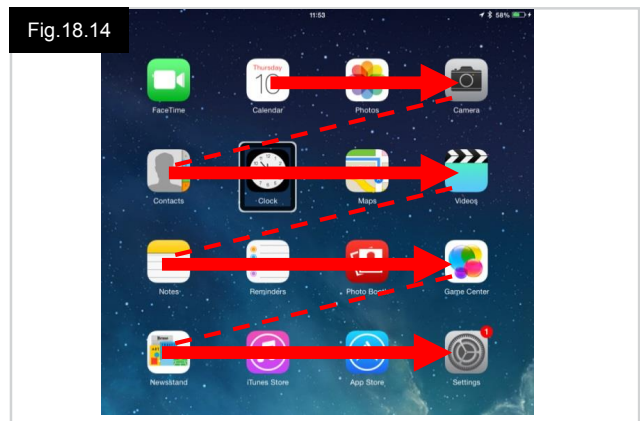 Fig.18.14
11:53
58%
Thursday
10
FaceTime
Calendar
Photos
Camera
Contacts
Clock
Maps
Videos
Notes
Reminders
Photo Booth
Game Center
1
Newsstand
iTunes Store
App Store
Settings